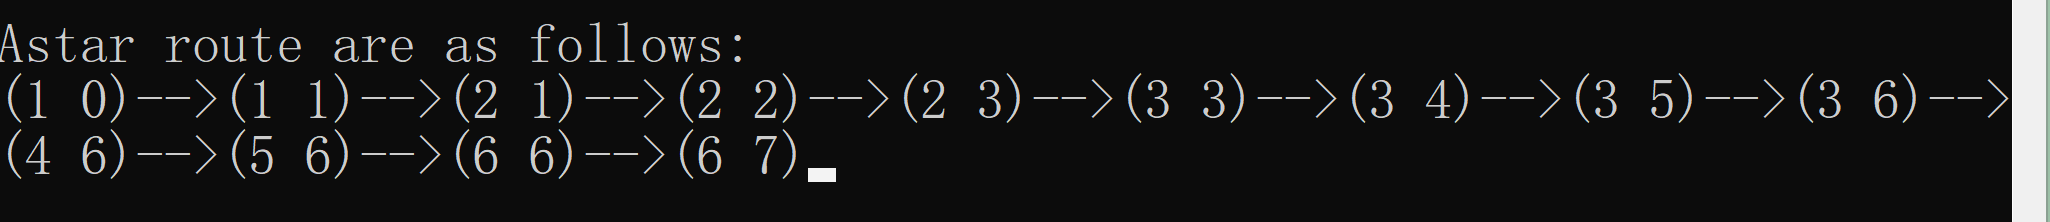 Astar route are as follows:
(1 0)-->(1 1)-->(2 1)-->(2 2)-->(2 3)-->(3 3)-->(3 4)-->(3 5)-->(3 6)-->
(4 6)-->(5 6)-->(6 6)-->(6 7)